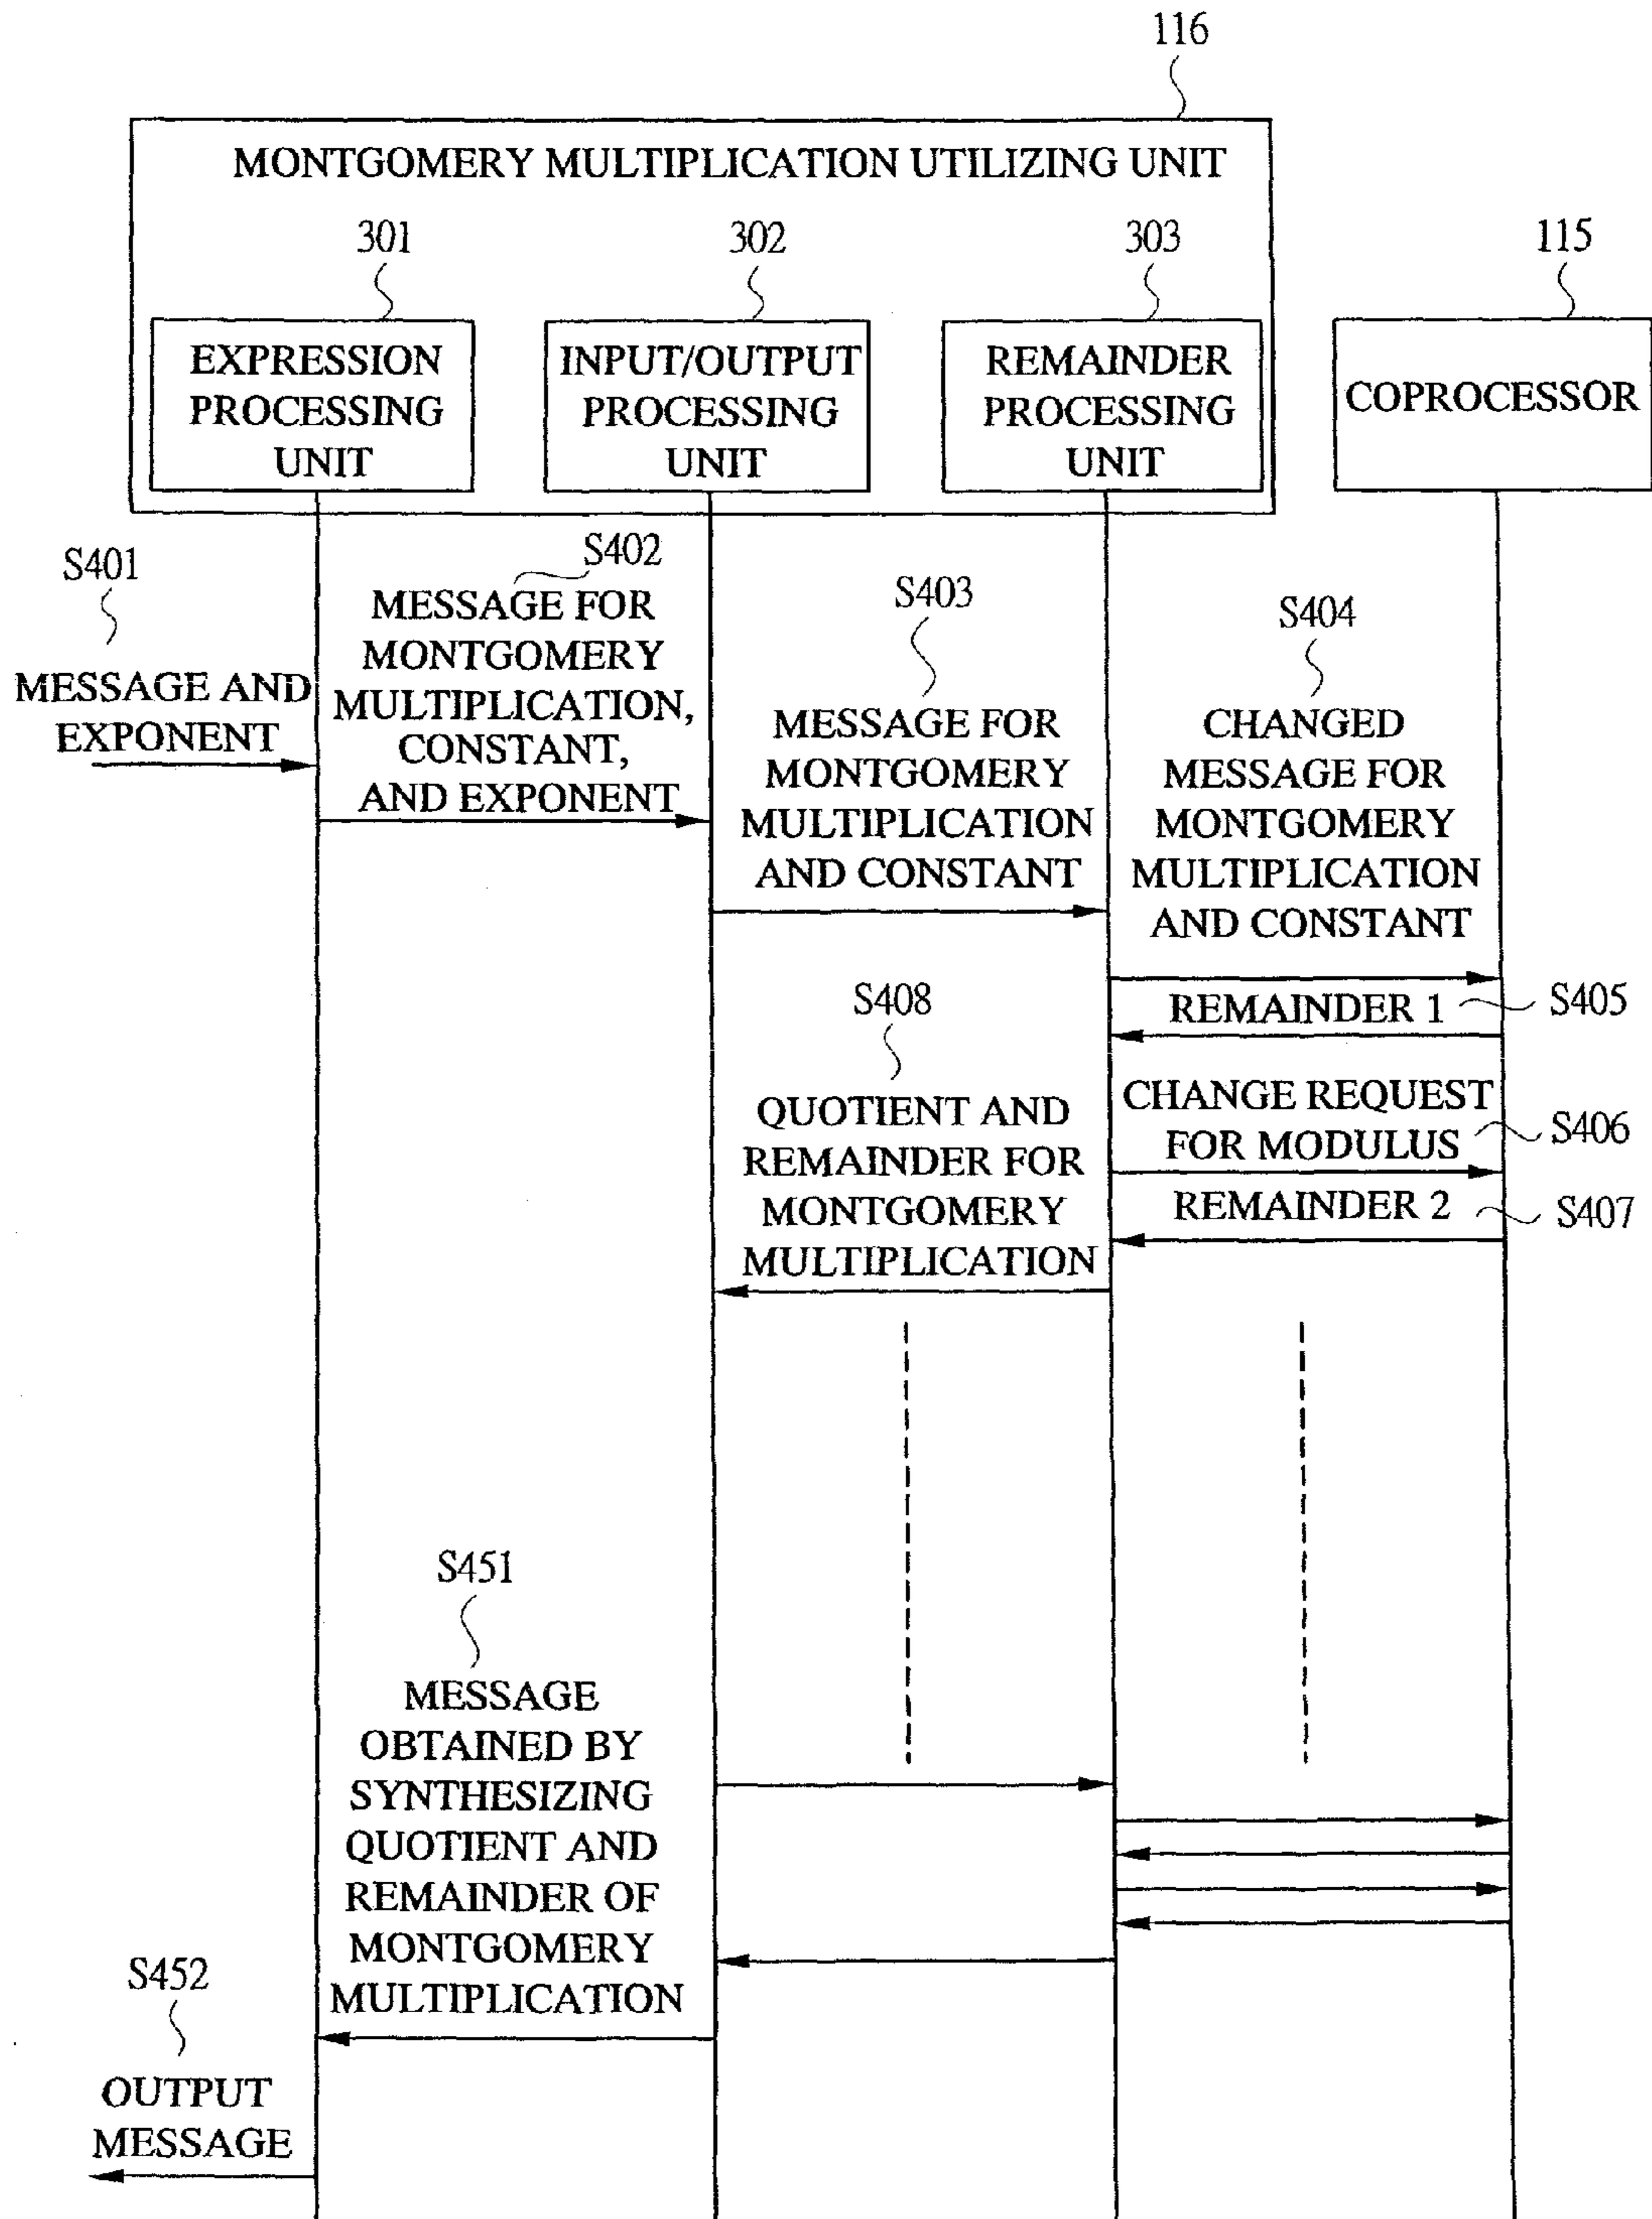 116
MONTGOMERY MULTIPLICATION UTILIZING UNIT
301
302
303
115
EXPRESSION
PROCESSING
UNIT
INPUT/OUTPUT
PROCESSING
UNIT
REMAINDER
PROCESSING
UNIT
COPROCESSOR
S401
MESSAGE AND
EXPONENT
S402
MESSAGE FOR
MONTGOMERY
MULTIPLICATION,
CONSTANT,
AND EXPONENT
S403
MESSAGE FOR
MONTGOMERY
MULTIPLICATION
AND CONSTANT
S404
CHANGED
MESSAGE FOR
MONTGOMERY
MULTIPLICATION
AND CONSTANT
REMAINDER 1
S405
CHANGE REQUEST
FOR MODULUS
S406
REMAINDER 2
S407
S408
QUOTIENT AND
REMAINDER FOR
MONTGOMERY
MULTIPLICATION
S451
MESSAGE
OBTAINED BY
SYNTHESIZING
QUOTIENT AND
REMAINDER OF
MONTGOMERY
MULTIPLICATION
S452
OUTPUT
MESSAGE